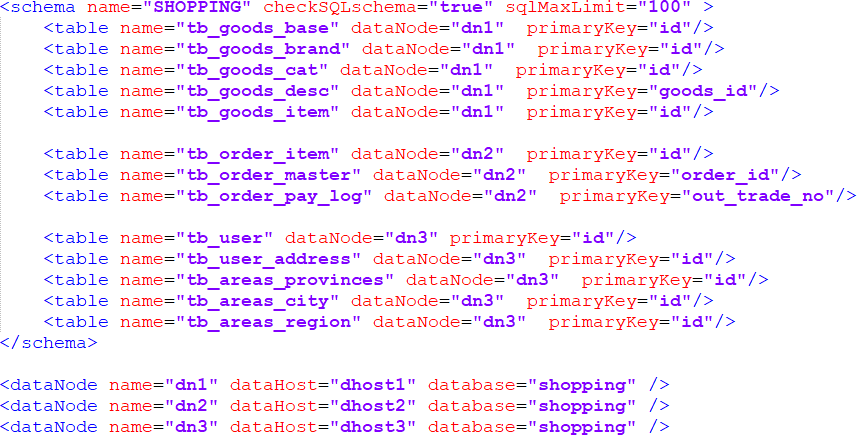 <schema name="SHOPPING" checkSQLschema="true" sqlMaxLimit="100" >
<table name="tb_goods_base" dataNode="dn1" primaryKey="id"/>
<table name="tb_goods_brand" dataNode="dn1" primaryKey="id"/>
<table name="tb_goods_cat" dataNode="dn1" primaryKey="id"/>
<table name="tb_goods_desc" dataNode="dn1" primaryKey="goods_id"/>
<table name="tb_goods_item" dataNode="dn1" primaryKey="id"/>
<table name="tb_order_item" dataNode="dn2" primaryKey="id"/>
<table name="tb_order_master" dataNode="dn2" primaryKey="order_id"/>
<table name="tb_order_pay_log" dataNode="dn2" primaryKey="out_trade_no"/>
<table name="tb_user" dataNode="dn3" primaryKey="id"/>
<table name="tb_user_address" dataNode="dn3" primaryKey="id"/>
<table name="tb_areas_provinces" dataNode="dn3" primaryKey="id"/>
<table name="tb_areas_city" dataNode="dn3" primaryKey="id"/>
<table name="tb_areas_region" dataNode="dn3" primaryKey="id"/>
</schema>
<dataNode name="dn1" dataHost="dhost1" database="shopping" />
<dataNode name="dn2" dataHost="dhost2" database="shopping" />
<dataNode name="dn3" dataHost="dhost3" database="shopping" />